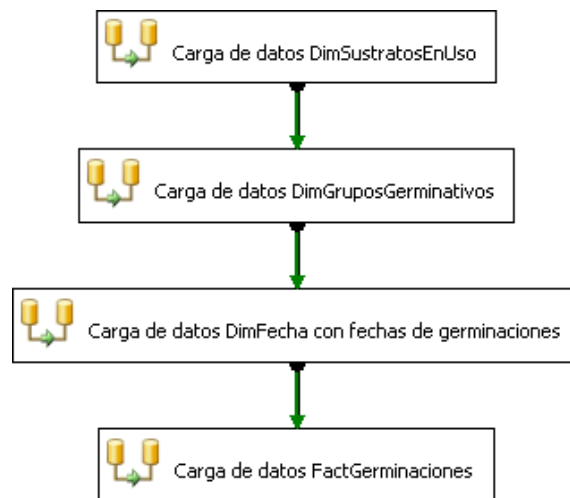 Carga de datos DimSustratosEnUso
Carga de datos DimGruposGerminativos
Carga de datos DimFecha con fechas de germinaciones
Carga de datos FactGerminaciones